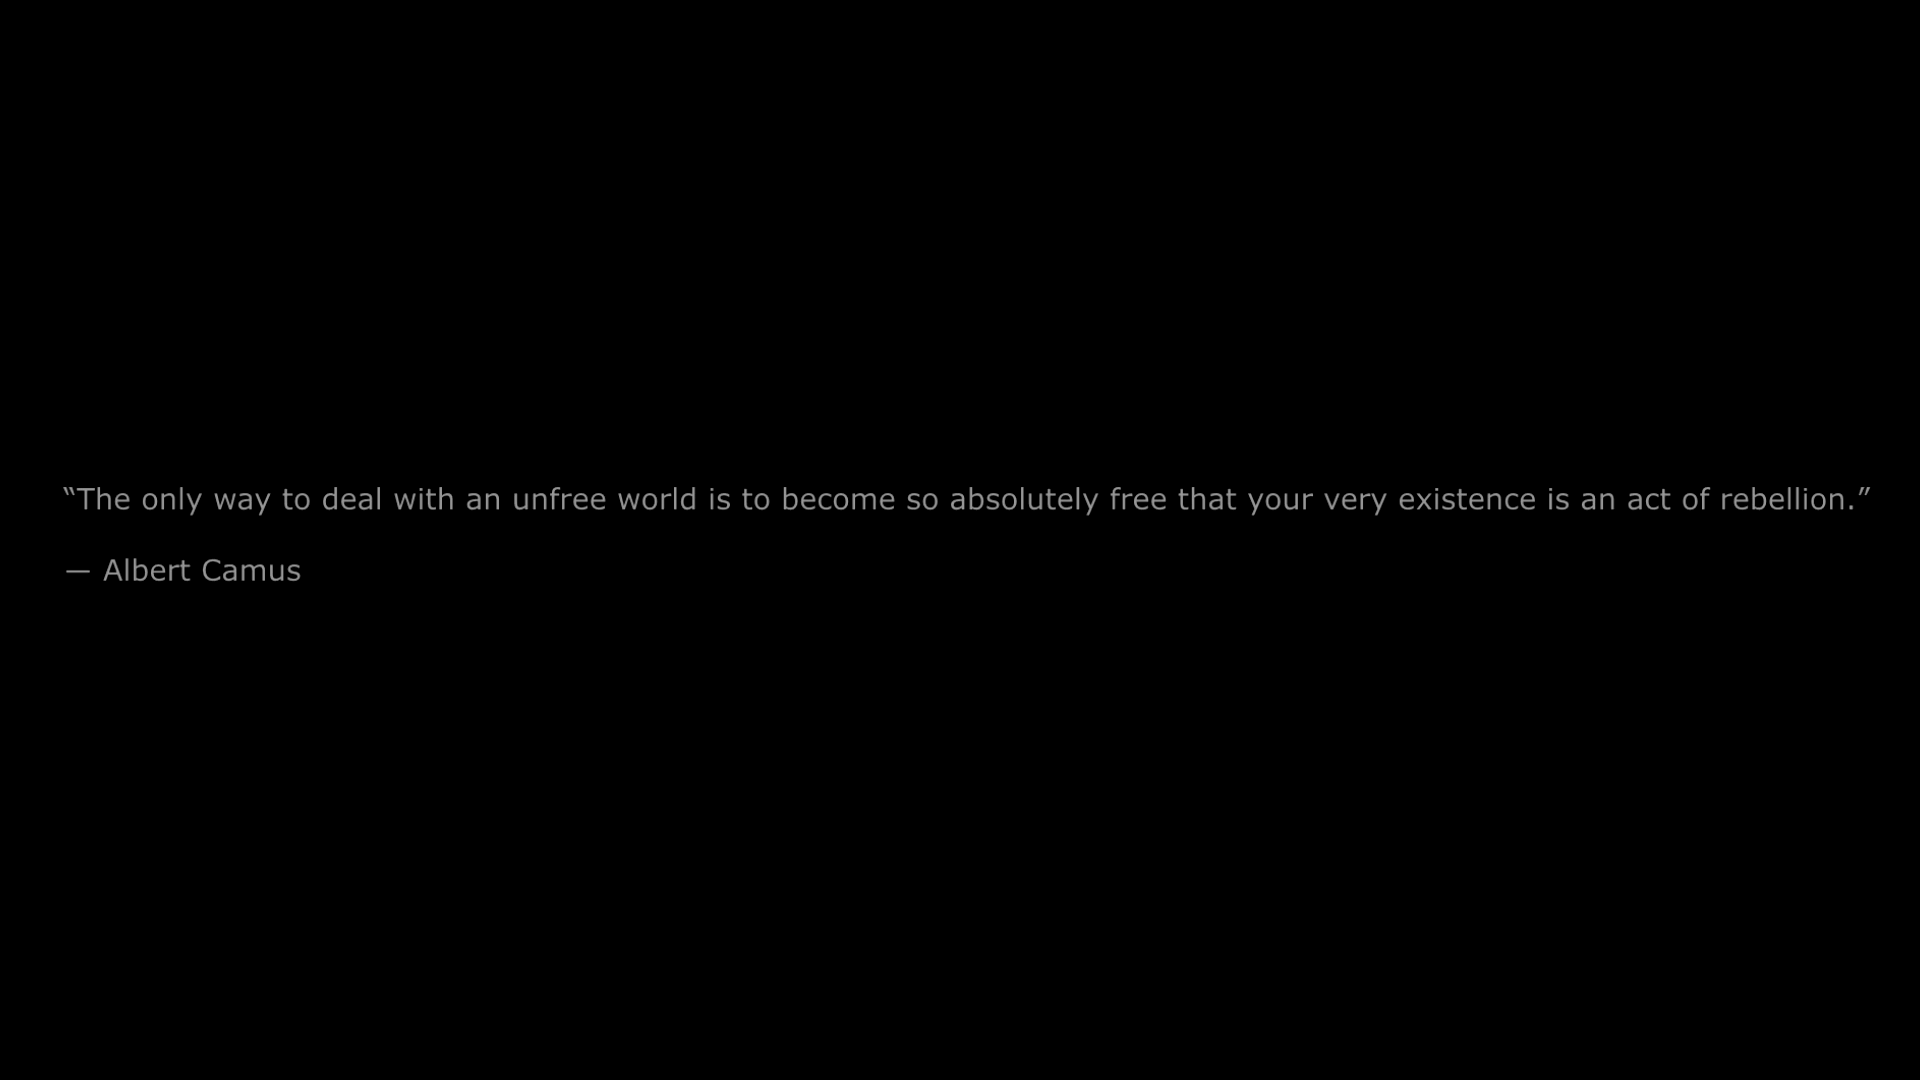 “The only way to deal with an unfree world is to become so absolutely free that your very existence is an act of rebellion.”
— Albert Camus